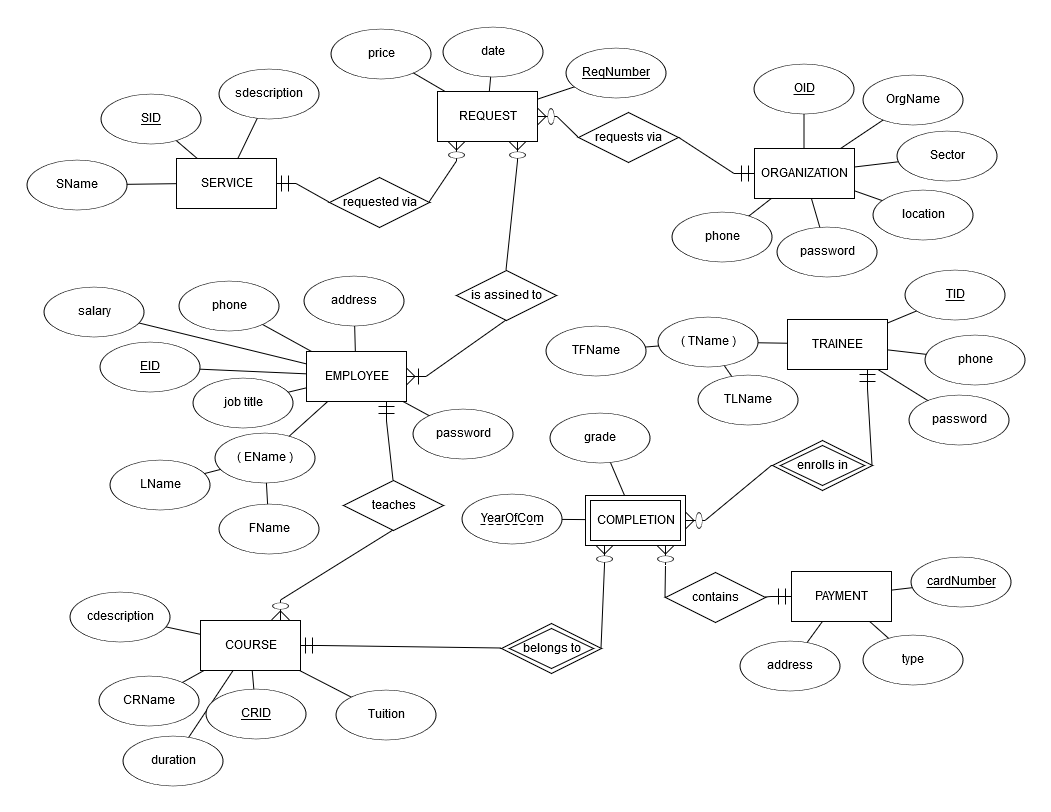 price
date
ReqNumber
REQUEST
sdescription
SID
SName
SERVICE
requested via
requests via
OID
OrgName
Sector
location
ORGANIZATION
phone
password
is assined to
salary
phone
address
EID
EMPLOYEE
job title
( EName )
LName
FName
password
teaches
TID
TFName
( TName )
TLName
TRAINEE
phone
password
enrolls in
grade
YearOfCom
COMPLETION
contains
PAYMENT
cardNumber
address
type
cdescription
COURSE
belongs to
CRName
CRID
Tuition
duration